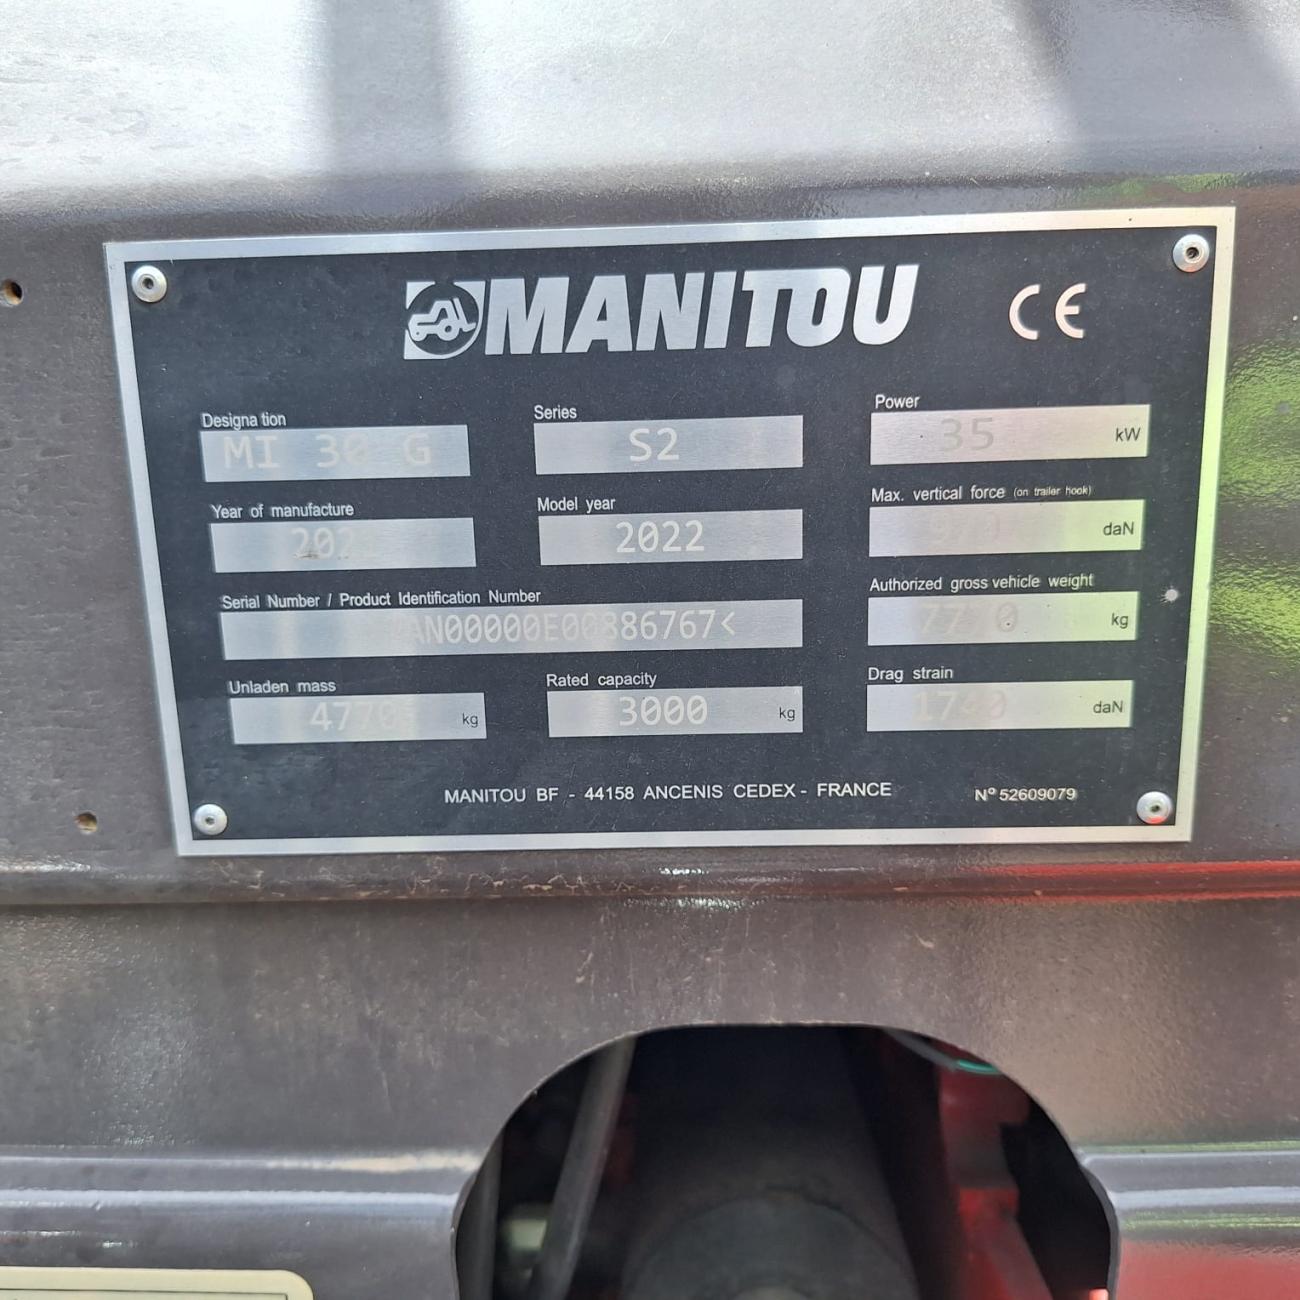 MANITOU CE
Designation Series Power
MI 30 G S2 35 kW
Year of manufacture Model year Max. vertical force (on trailer hook)
2022 daN
Serial Number / Product Identification Number Authorized gross vehicle weight
kg
Unladen mass Rated capacity Drag strain
kg 3000 kg daN
MANITOU BF - 44158 ANCENIS CEDEX - FRANCE Nº 52609079